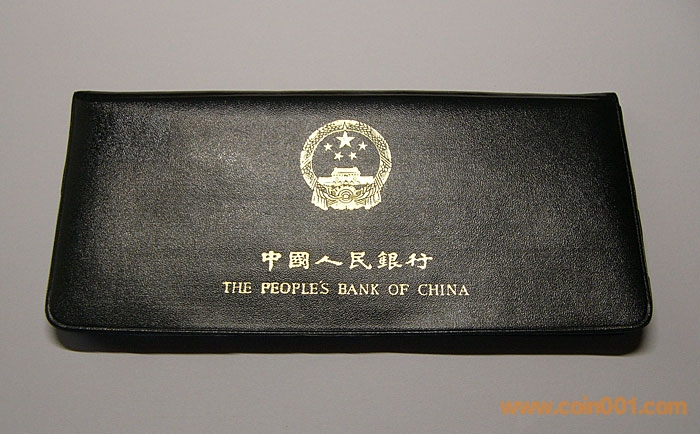 中國人民銀行
THE PEOPLE'S BANK OF CHINA
www.coin001.com